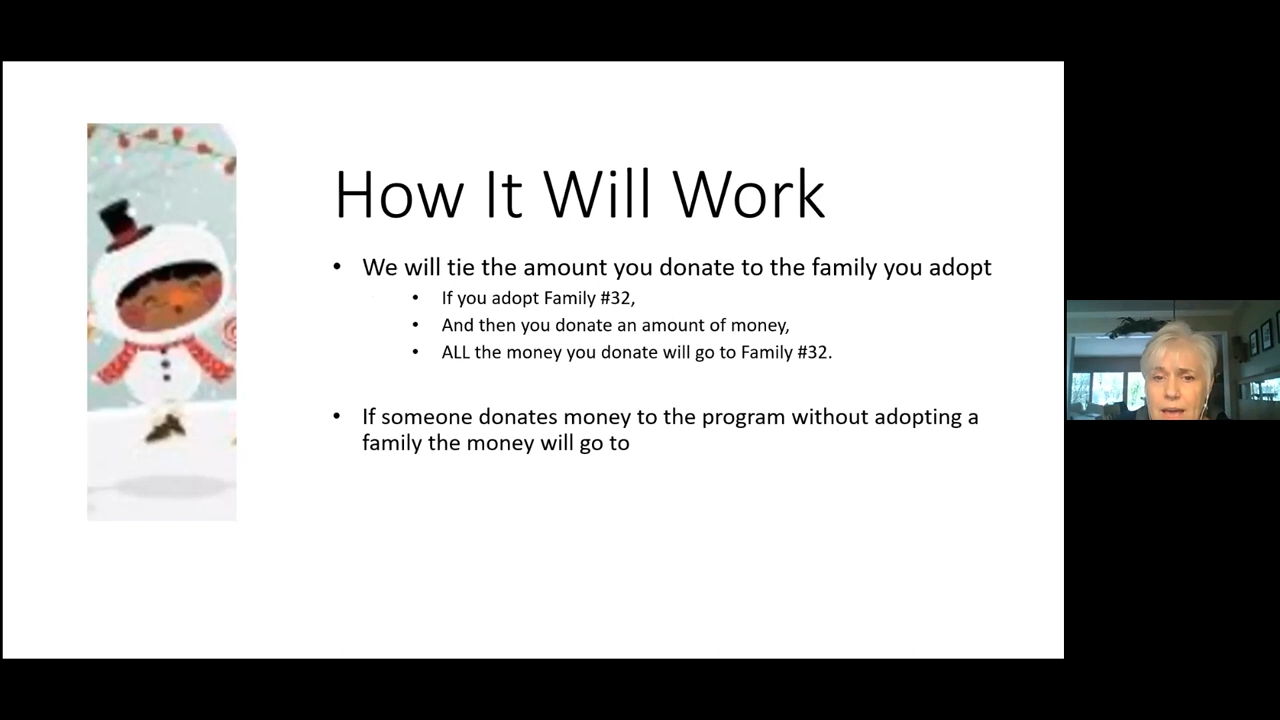 How It Will Work
• We will tie the amount you donate to the family you adopt
• If you adopt Family #32,
• And then you donate an amount of money,
• ALL the money you donate will go to Family #32.
• If someone donates money to the program without adopting a
family the money will go to